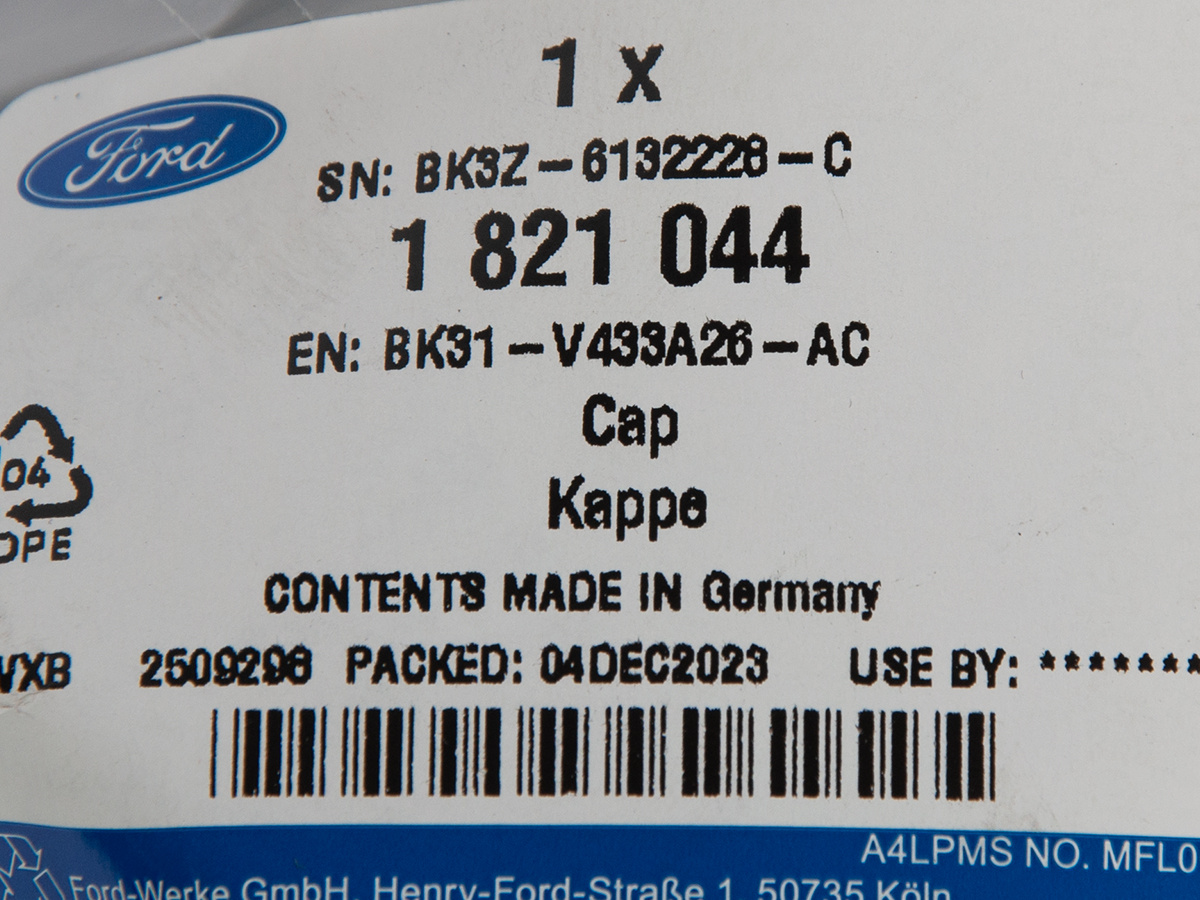 1 X
Ford
SN: BK3Z-6132228-C
1 821 044
EN: BK31-V433A26-AC
Cap
04
Kappe
DPE
CONTENTS MADE IN Germany
VXB 2509296 PACKED: 04DEC2023 USE BY: *******
A4LPMS NO. MFL0
Ford-Werke GmbH, Henry-Ford-Straße 1, 50735 Köln